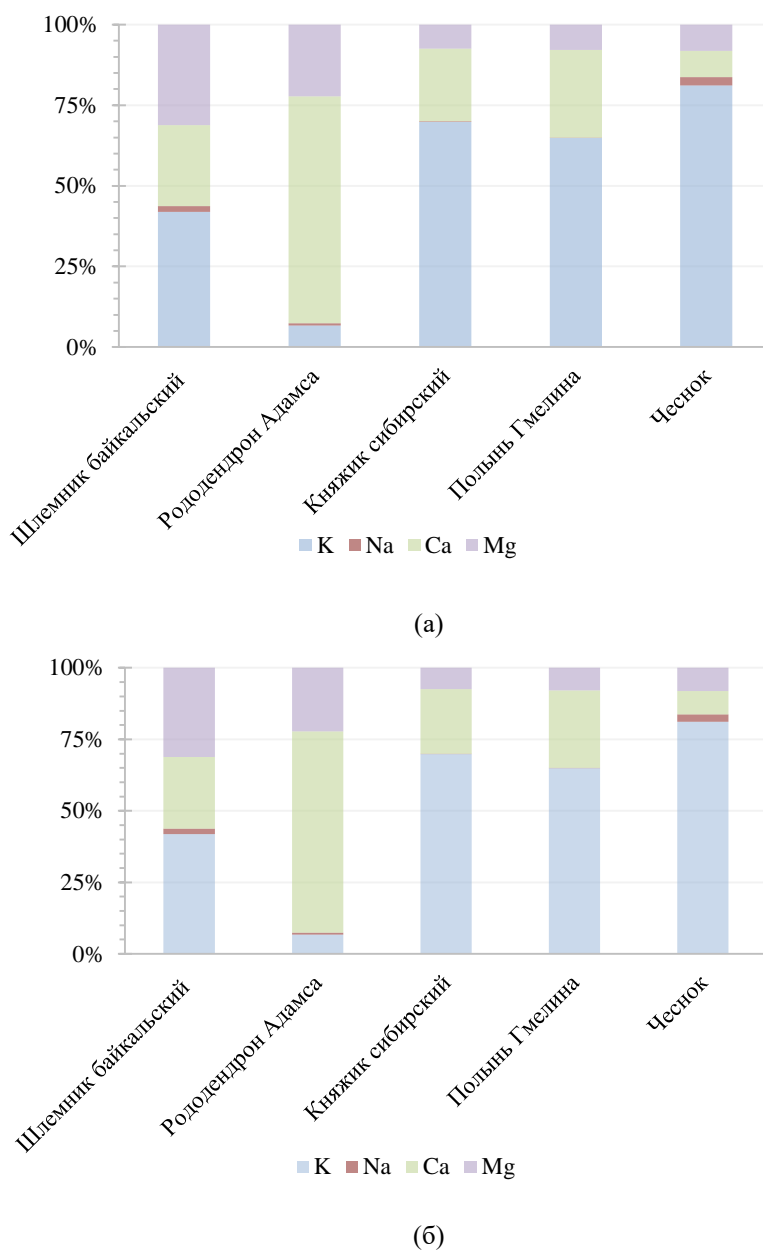 100%
75%
50%
25%
0%
Шлемник байкальский
Рододендрон Адамса
Княжик сибирский
Полынь Гмелина
Чеснок
K Na Ca Mg
(а)
100%
75%
50%
25%
0%
Шлемник байкальский
Рододендрон Адамса
Княжик сибирский
Полынь Гмелина
Чеснок
K Na Ca Mg
(б)